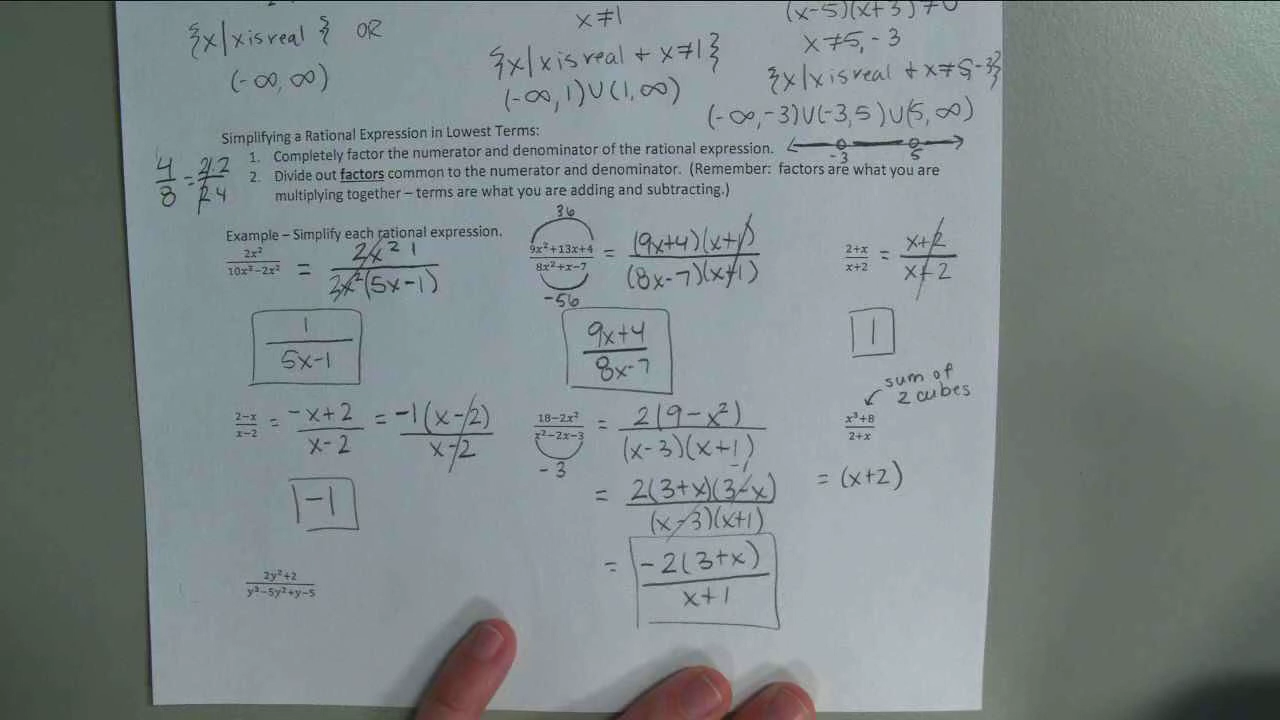 {x|x is real} OR
(-∞, ∞)
x≠1
{x|x is real + x≠1}
(-∞, 1)∪(1, ∞)
(x-5)(x+3)≠0
x≠5, -3
{x|x is real + x≠5,-3}
(-∞, -3)∪(-3, 5)∪(5, ∞)
-3 5
Simplifying a Rational Expression in Lowest Terms:
1. Completely factor the numerator and denominator of the rational expression.
2. Divide out factors common to the numerator and denominator. (Remember: factors are what you are
multiplying together – terms are what you are adding and subtracting.)
4/8 = 2·2/2·4
Example – Simplify each rational expression.
2x²/(10x³-2x²) = 2x² 1/2x²(5x-1)
1/(5x-1)
36
(9x²+13x+4)/(8x²+x-7) = (9x+4)(x+1)/(8x-7)(x+1)
-56
(9x+4)/(8x-7)
(2+x)/(x+2) = (x+2)/(x+2)
1
(2-x)/(x-2) = (-x+2)/(x-2) = -1(x-2)/(x-2)
-1
(18-2x²)/(x²-2x-3) = 2(9-x²)/(x-3)(x+1)
-3
-1
= 2(3+x)(3-x)/(x-3)(x+1)
= -2(3+x)/(x+1)
sum of
2 cubes
(x³+8)/(2+x)
= (x+2)
(2y²+2)/(y³-5y²+y-5)